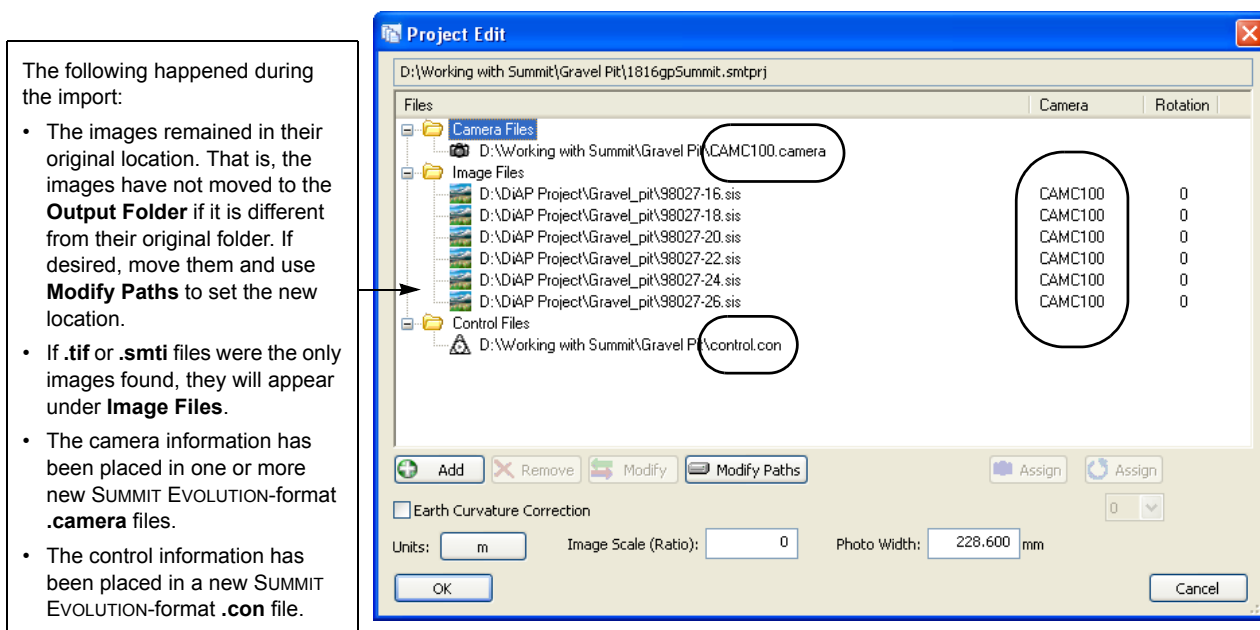 The following happened during
the import:
• The images remained in their
original location. That is, the
images have not moved to the
Output Folder if it is different
from their original folder. If
desired, move them and use
Modify Paths to set the new
location.
• If .tif or .smti files were the only
images found, they will appear
under Image Files.
• The camera information has
been placed in one or more
new SUMMIT EVOLUTION-format
.camera files.
• The control information has
been placed in a new SUMMIT
EVOLUTION-format .con file.
Project Edit
D:\Working with Summit\Gravel Pit\1816gpSummit.smtprj
Files Camera Rotation
Camera Files
D:\Working with Summit\Gravel Pit\CAMC100.camera
Image Files
D:\DiAP Project\Gravel_pit\98027-16.sis CAMC100 0
D:\DiAP Project\Gravel_pit\98027-18.sis CAMC100 0
D:\DiAP Project\Gravel_pit\98027-20.sis CAMC100 0
D:\DiAP Project\Gravel_pit\98027-22.sis CAMC100 0
D:\DiAP Project\Gravel_pit\98027-24.sis CAMC100 0
D:\DiAP Project\Gravel_pit\98027-26.sis CAMC100 0
Control Files
D:\Working with Summit\Gravel Pit\control.con
Add Remove Modify Modify Paths Assign Assign
Earth Curvature Correction 0
Units: m Image Scale (Ratio): 0 Photo Width: 228.600 mm
OK Cancel